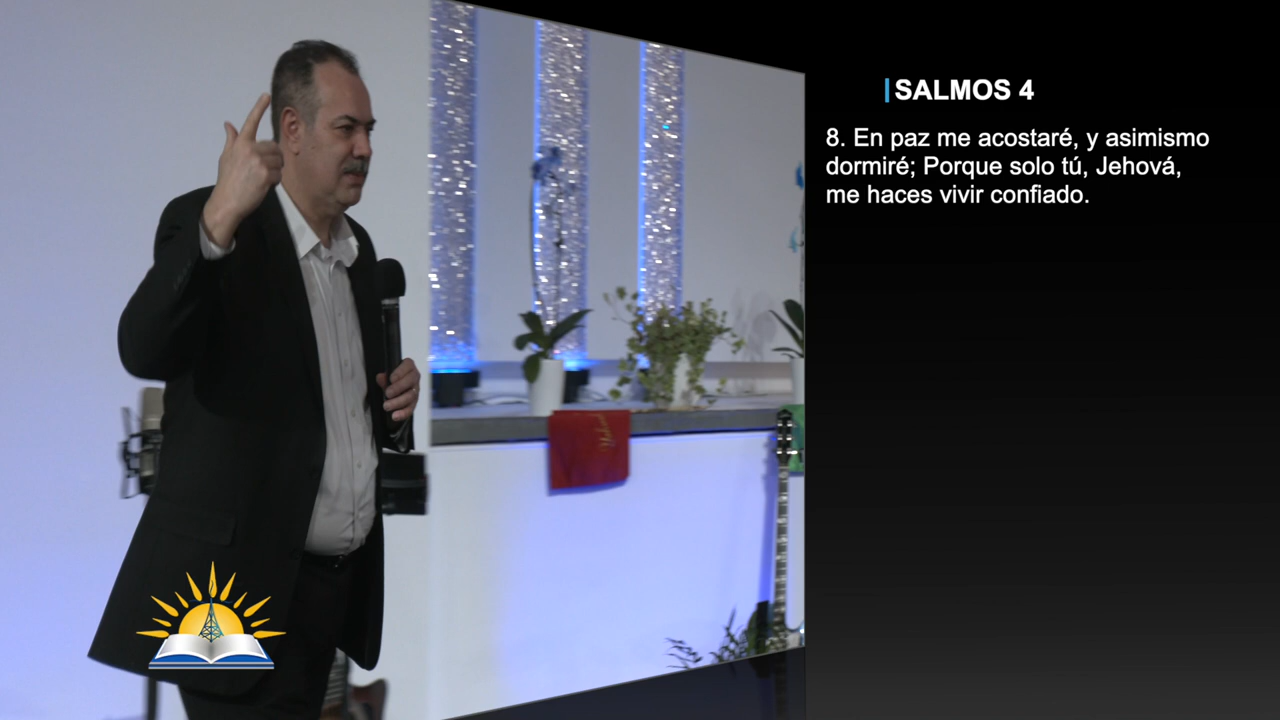 SALMOS 4
8. En paz me acostaré, y asimismo
dormiré; Porque solo tú, Jehová,
me haces vivir confiado.